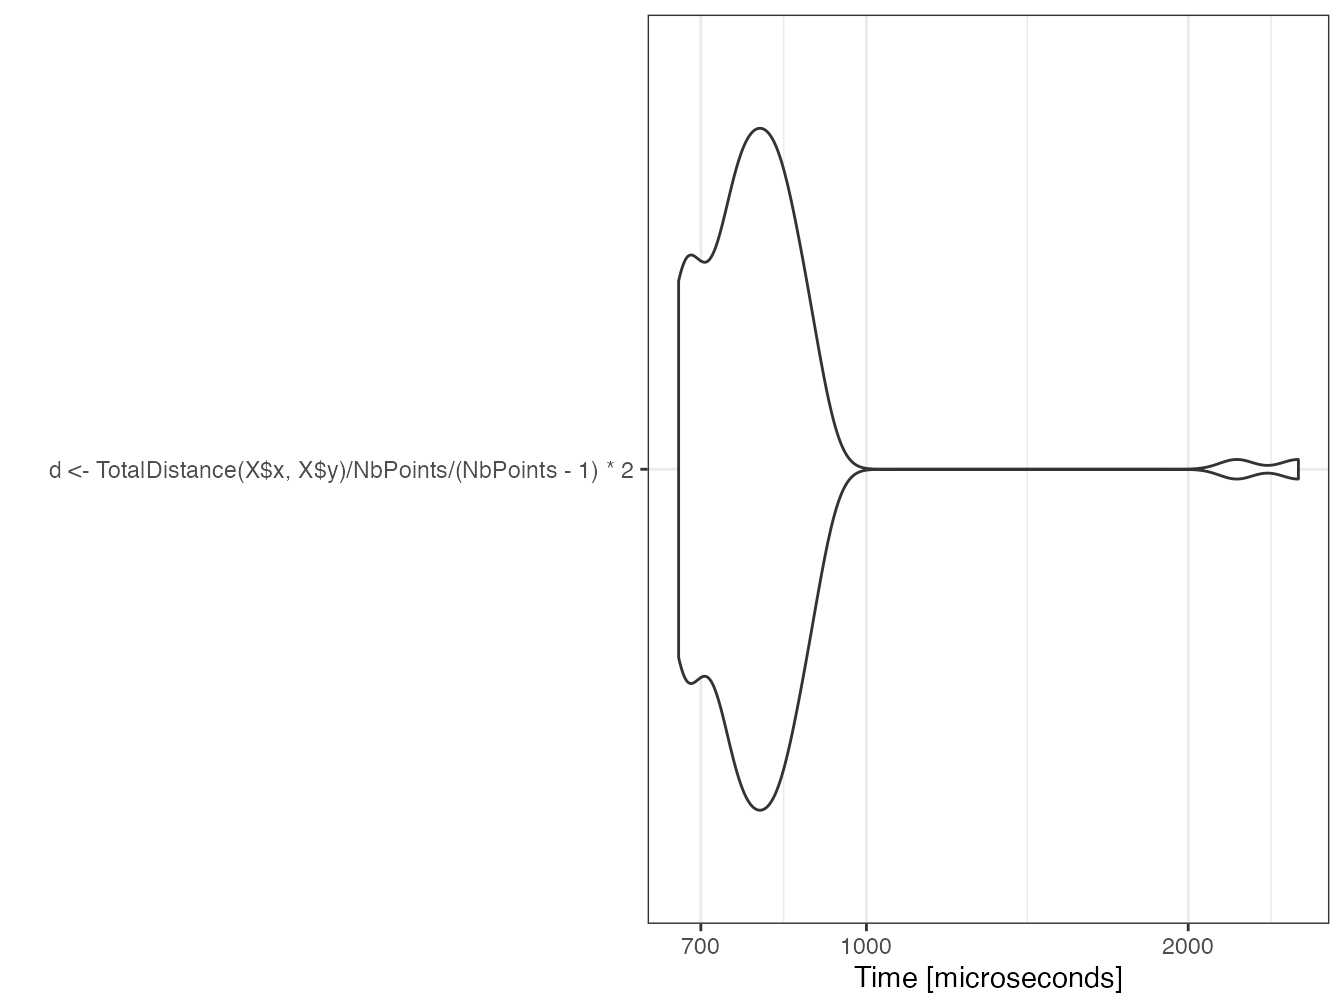 d <- TotalDistance(X$x, X$y)/NbPoints/(NbPoints - 1) * 2
700 1000 2000
Time [microseconds]